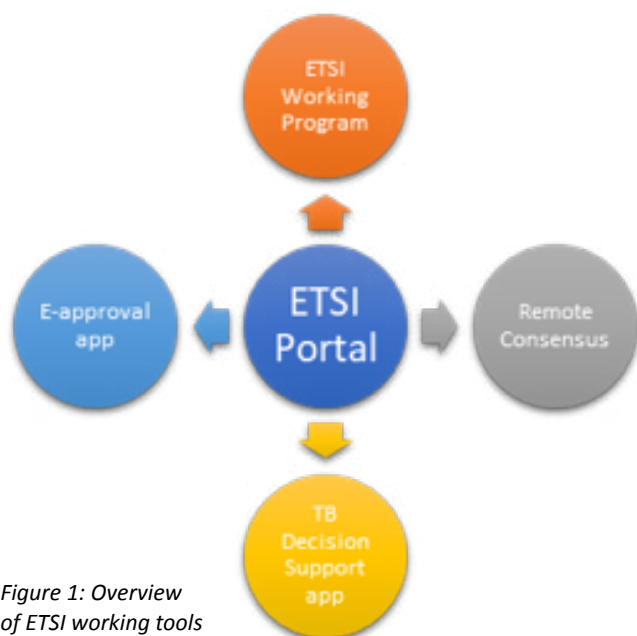 ETSI
Working
Program
E-approval
app
ETSI
Portal
Remote
Consensus
TB
Decision
Support
app
Figure 1: Overview
of ETSI working tools